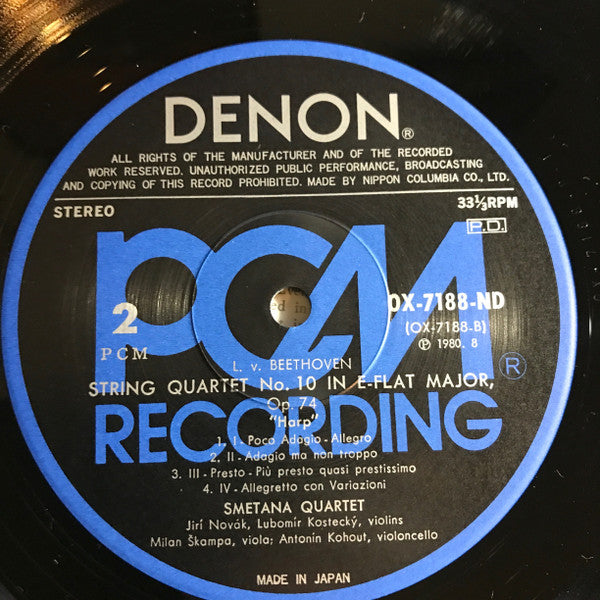 DENON®
ALL RIGHTS OF THE MANUFACTURER AND OF THE RECORDED
WORK RESERVED. UNAUTHORIZED PUBLIC PERFORMANCE, BROADCASTING
AND COPYING OF THIS RECORD PROHIBITED. MADE BY NIPPON COLUMBIA CO., LTD.
STEREO
33⅓RPM
P.D.
PCM
RECORDING®
2
PCM
OX-7188-ND
(OX-7188-B)
Ⓟ 1980. 8
L. v. BEETHOVEN
STRING QUARTET No. 10 IN E-FLAT MAJOR,
Op. 74
"Harp"
1. I - Poco Adagio - Allegro
2. II - Adagio ma non troppo
3. III - Presto - Più presto quasi prestissimo
4. IV - Allegretto con Variazioni
SMETANA QUARTET
Jiří Novák, Lubomír Kostecký, violins
Milan Škampa, viola; Antonín Kohout, violoncello
MADE IN JAPAN